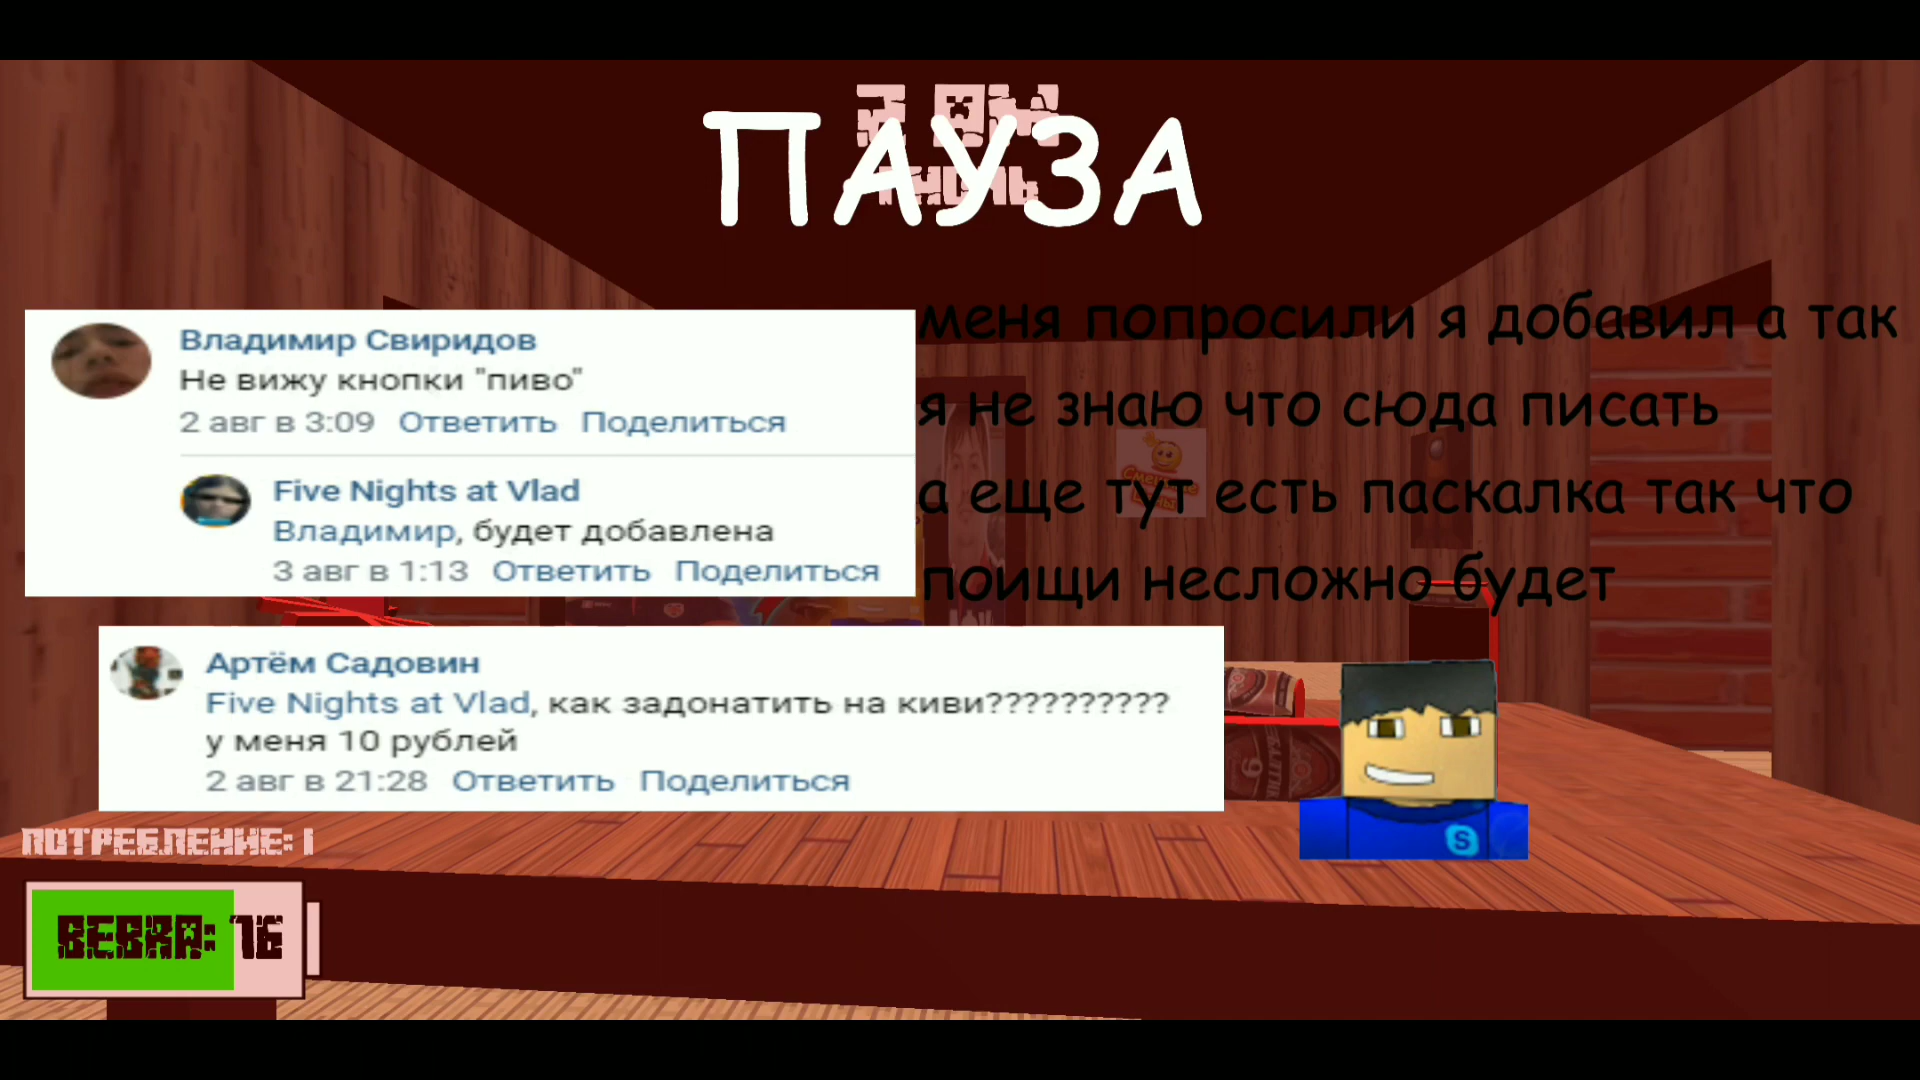 ПАУЗА
Владимир Свиридов
Не вижу кнопки "пиво"
2 авг в 3:09 Ответить Поделиться
Five Nights at Vlad
Владимир, будет добавлена
3 авг в 1:13 Ответить Поделиться
меня попросили я добавил а так
я не знаю что сюда писать
а еще тут есть паскалка так что
поищи несложно будет
Артём Садовин
Five Nights at Vlad, как задонатить на киви??????????
у меня 10 рублей
2 авг в 21:28 Ответить Поделиться
S
ПОТРЕБЛЕНИЕ: 1
ВЕВRА: 76